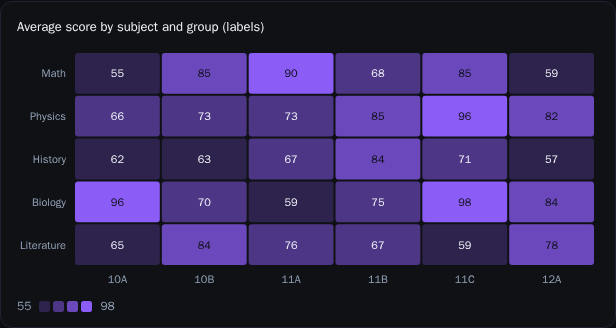 Average score by subject and group (labels)
Math 55 85 90 68 85 59
Physics 66 73 73 85 96 82
History 62 63 67 84 71 57
Biology 96 70 59 75 98 84
Literature 65 84 76 67 59 78
10A 10B 11A 11B 11C 12A
55 98